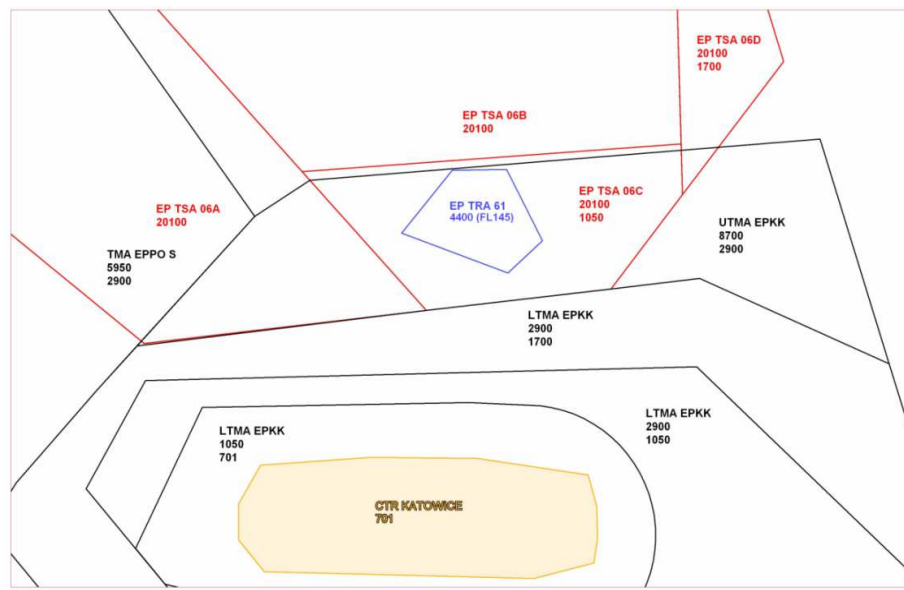 EP TSA 06D
20100
1700
EP TSA 06B
20100
EP TSA 06A
20100
EP TRA 61
4400 (FL145)
EP TSA 06C
20100
1050
TMA EPPO S
5950
2900
UTMA EPKK
8700
2900
LTMA EPKK
2900
1700
LTMA EPKK
1050
701
LTMA EPKK
2900
1050
CTR KATOWICE
701